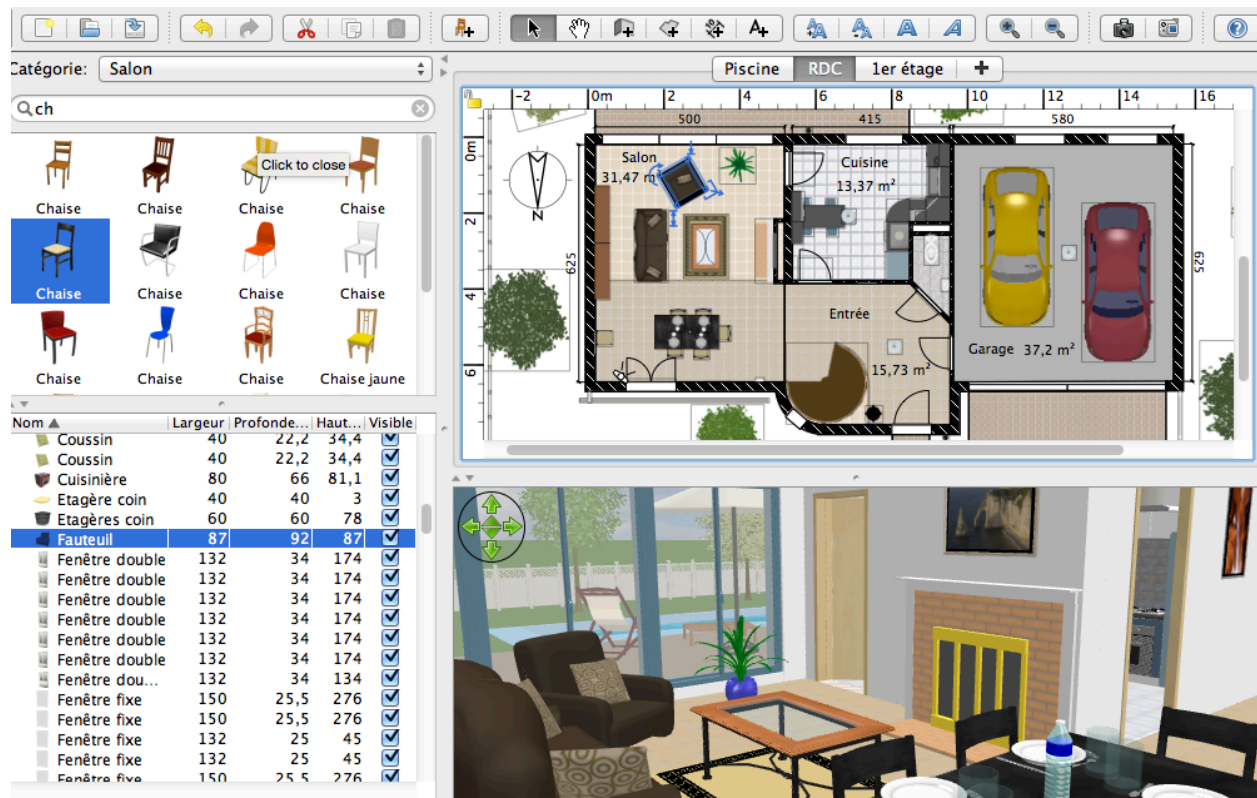 Catégorie: Salon
ch
Click to close
Chaise Chaise Chaise Chaise
Chaise Chaise Chaise Chaise
Chaise Chaise Chaise Chaise jaune
Nom Largeur Profonde... Haut... Visible
Coussin 40 22,2 34,4
Coussin 40 22,2 34,4
Cuisinière 80 66 81,1
Etagère coin 40 40 3
Etagères coin 60 60 78
Fauteuil 87 92 87
Fenêtre double 132 34 174
Fenêtre double 132 34 174
Fenêtre double 132 34 174
Fenêtre double 132 34 174
Fenêtre double 132 34 174
Fenêtre double 132 34 174
Fenêtre dou... 132 34 134
Fenêtre fixe 150 25,5 276
Fenêtre fixe 150 25,5 276
Fenêtre fixe 132 25 45
Fenêtre fixe 132 25 45
Fenêtre fixe 150 25,5 276
Piscine RDC 1er étage +
-2 0m 2 4 6 8 10 12 14 16
0m
2
4
6
500 415 580
625
625
Salon
31,47 m
Cuisine
13,37 m²
N
Entrée
15,73 m²
Garage 37,2 m²